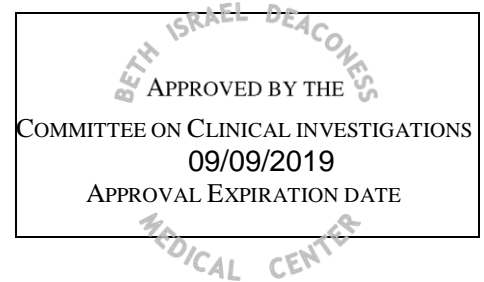 BETH ISRAEL DEACONESS
APPROVED BY THE
COMMITTEE ON CLINICAL INVESTIGATIONS
09/09/2019
APPROVAL EXPIRATION DATE
MEDICAL CENTER